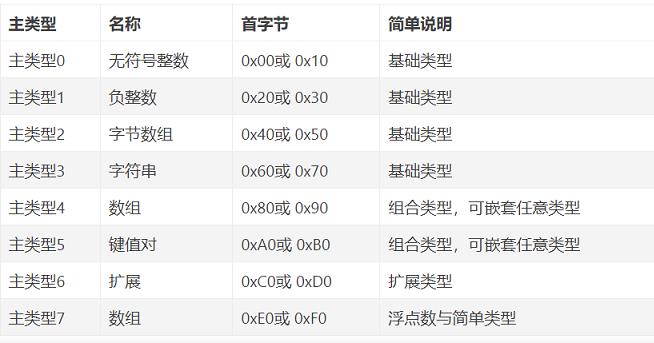 主类型 名称 首字节 简单说明
主类型0 无符号整数 0x00或 0x10 基础类型
主类型1 负整数 0x20或 0x30 基础类型
主类型2 字节数组 0x40或 0x50 基础类型
主类型3 字符串 0x60或 0x70 基础类型
主类型4 数组 0x80或 0x90 组合类型，可嵌套任意类型
主类型5 键值对 0xA0或 0xB0 组合类型，可嵌套任意类型
主类型6 扩展 0xC0或 0xD0 扩展类型
主类型7 数组 0xE0或 0xF0 浮点数与简单类型